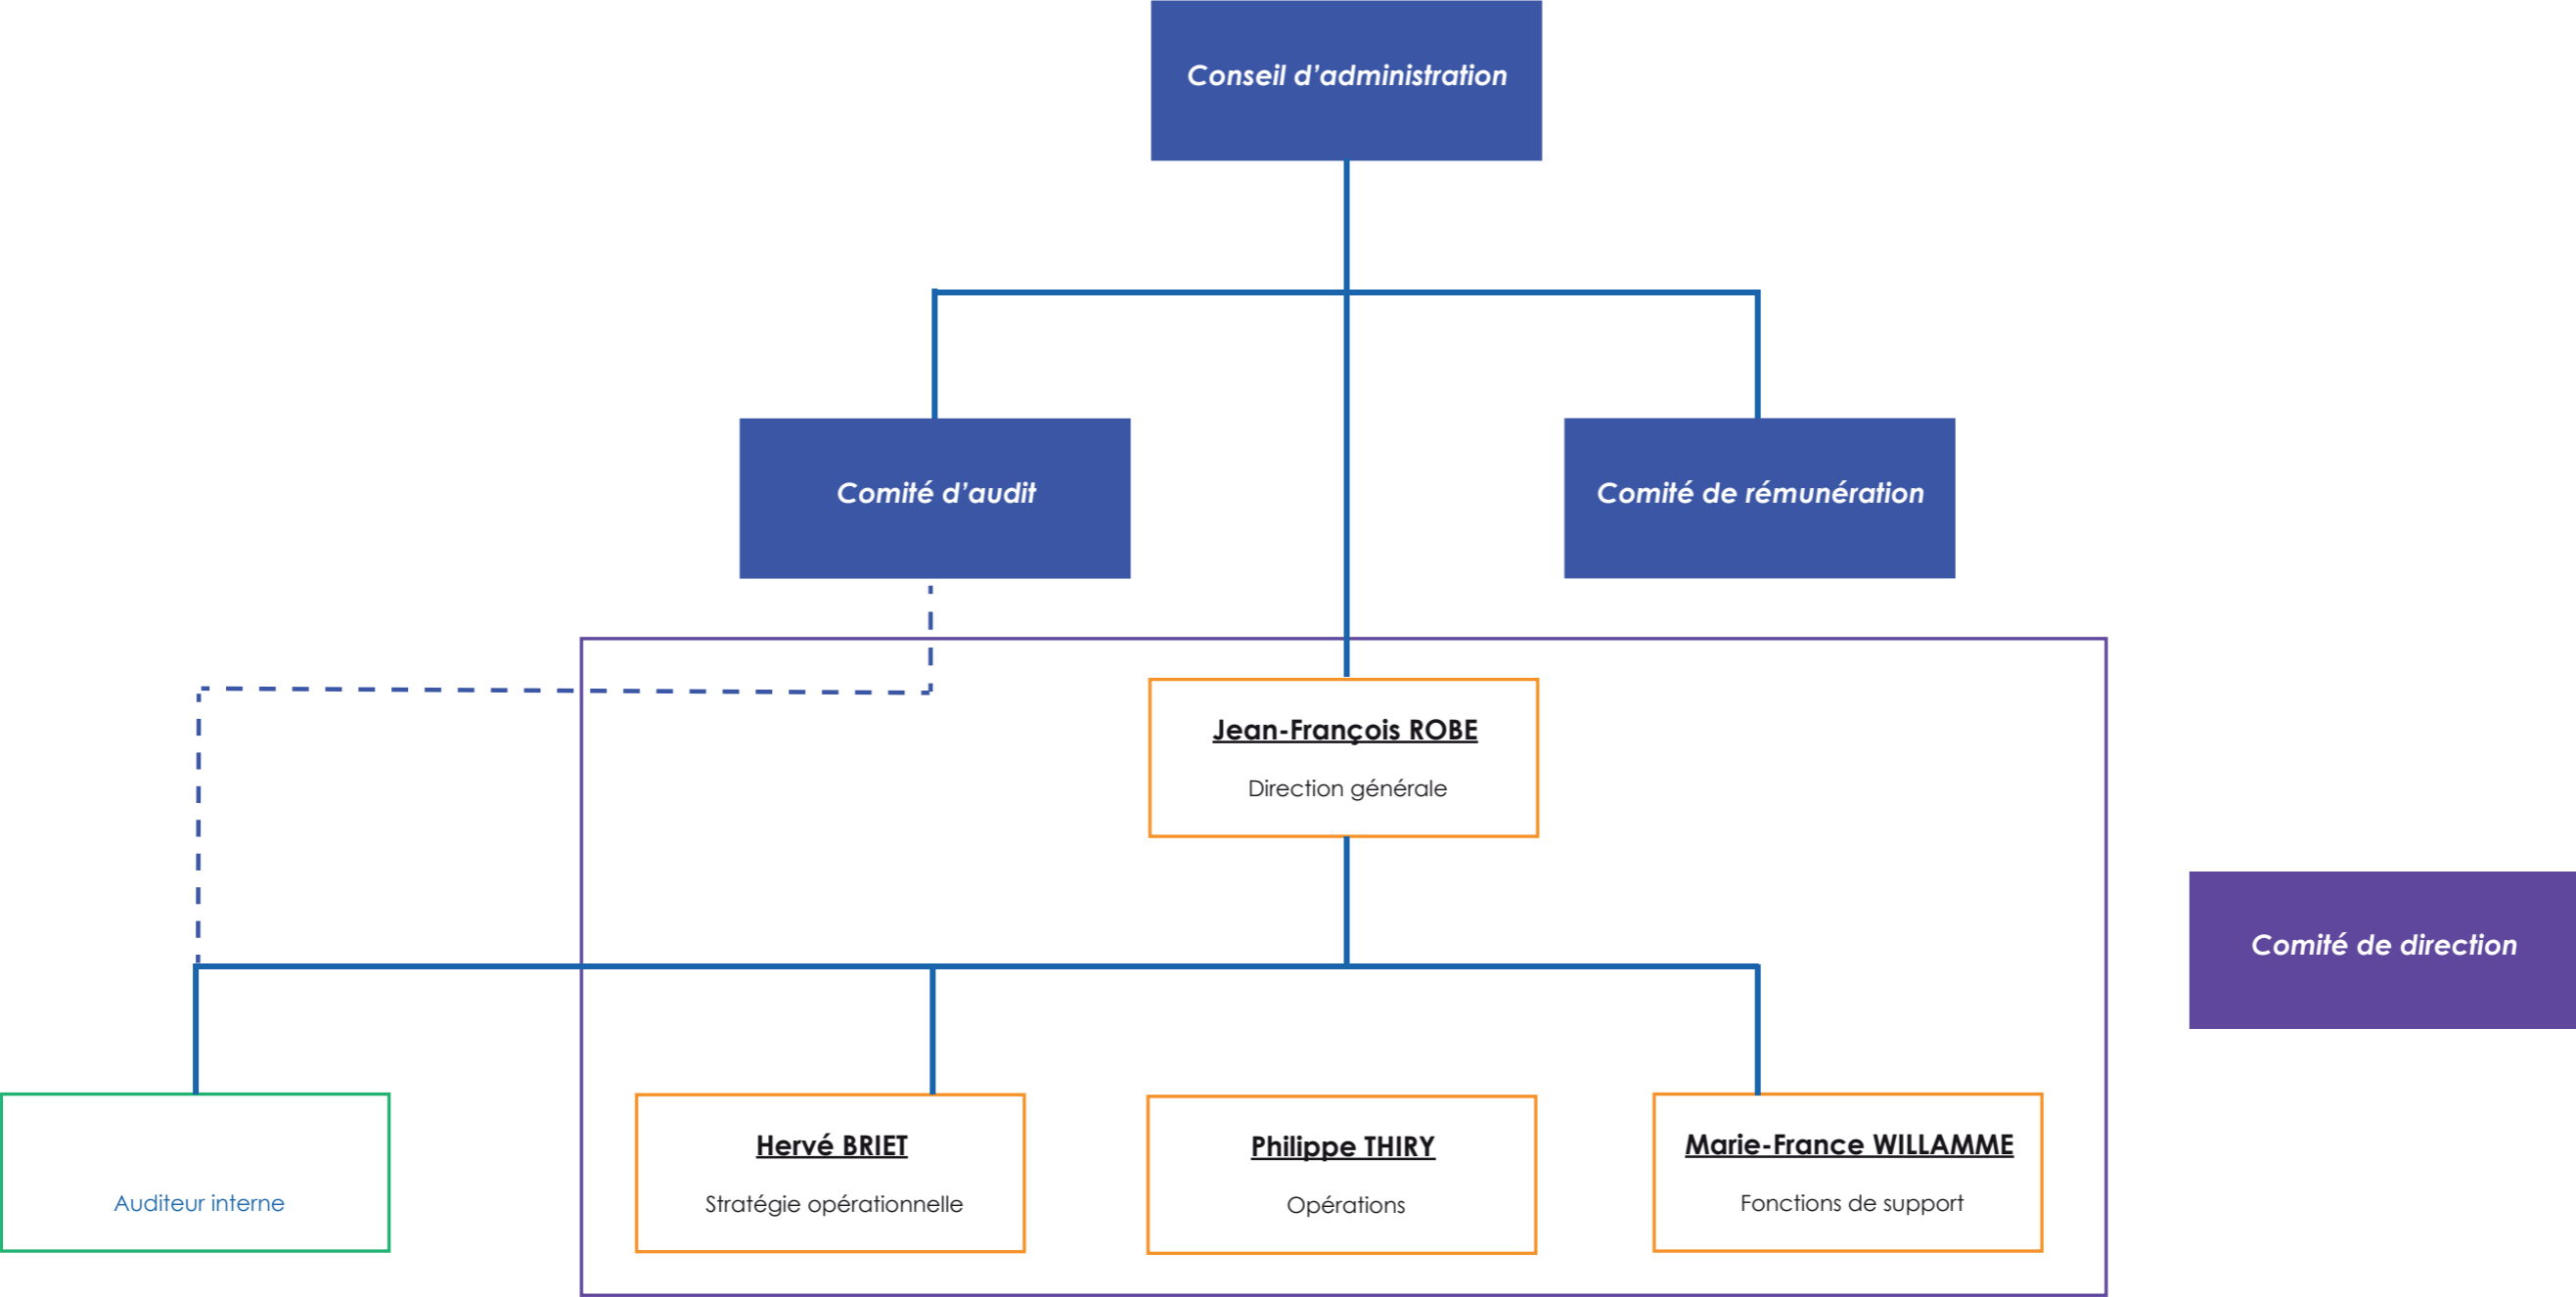 Conseil d’administration
Comité d’audit
Comité de rémunération
Jean-François ROBE
Direction générale
Comité de direction
Auditeur interne
Hervé BRIET
Stratégie opérationnelle
Philippe THIRY
Opérations
Marie-France WILLAMME
Fonctions de support